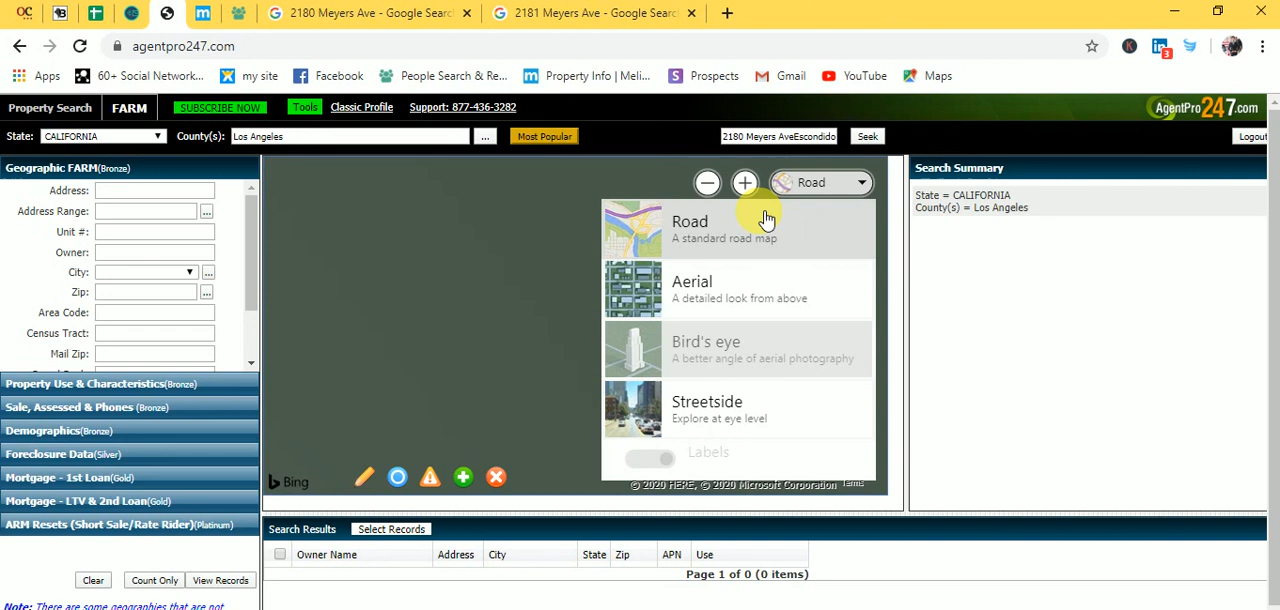 2180 Meyers Ave - Google Searc
2181 Meyers Ave - Google Searc
agentpro247.com
Apps 60+ Social Network... my site Facebook People Search & Re... Property Info | Meli... Prospects Gmail YouTube Maps
Property Search FARM SUBSCRIBE NOW Tools Classic Profile Support: 877-436-3282 AgentPro247.com
State: CALIFORNIA County(s): Los Angeles ... Most Popular 2180 Meyers AveEscondido Seek Logout
Geographic FARM(Bronze)
Address:
Address Range: ...
Unit #:
Owner:
City: ...
Zip: ...
Area Code:
Census Tract:
Mail Zip:
Property Use & Characteristics(Bronze)
Sale, Assessed & Phones (Bronze)
Demographics(Bronze)
Foreclosure Data(Silver)
Mortgage - 1st Loan(Gold)
Mortgage - LTV & 2nd Loan(Gold)
ARM Resets (Short Sale/Rate Rider)(Platinum)
Clear Count Only View Records
Note: There are some geographies that are not
Road
Road
A standard road map
Aerial
A detailed look from above
Bird's eye
A better angle of aerial photography
Streetside
Explore at eye level
Labels
Bing
© 2020 HERE, © 2020 Microsoft Corporation Terms
Search Summary
State = CALIFORNIA
County(s) = Los Angeles
Search Results Select Records
Owner Name Address City State Zip APN Use
Page 1 of 0 (0 items)